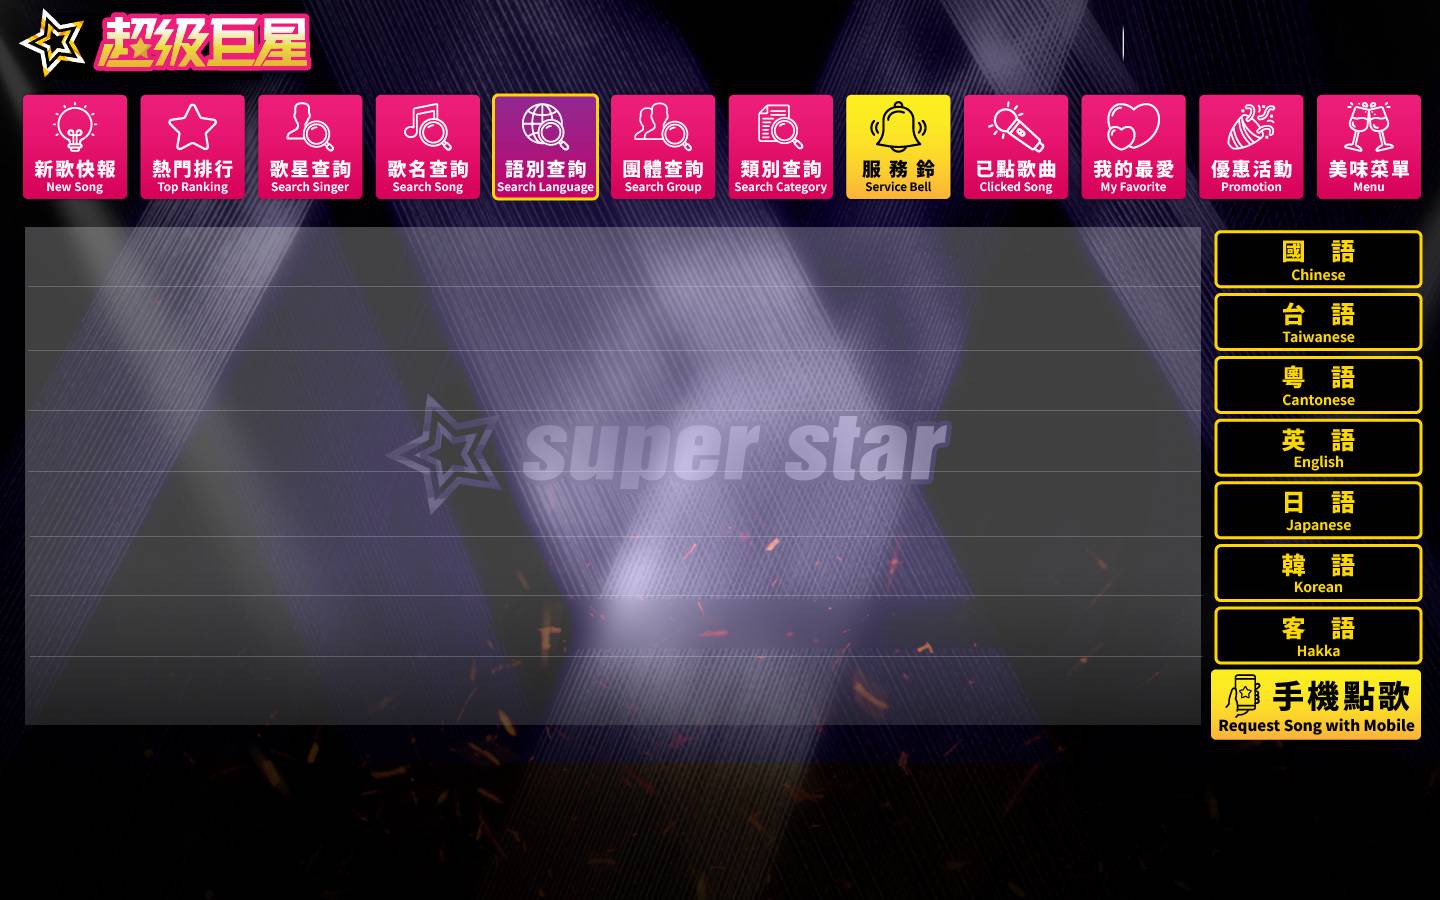 超级巨星
新歌快報
New Song
熱門排行
Top Ranking
歌星查詢
Search Singer
歌名查詢
Search Song
語別查詢
Search Language
團體查詢
Search Group
類別查詢
Search Category
服務鈴
Service Bell
已點歌曲
Clicked Song
我的最愛
My Favorite
優惠活動
Promotion
美味菜單
Menu
super star
國 語
Chinese
台 語
Taiwanese
粵 語
Cantonese
英 語
English
日 語
Japanese
韓 語
Korean
客 語
Hakka
手機點歌
Request Song with Mobile